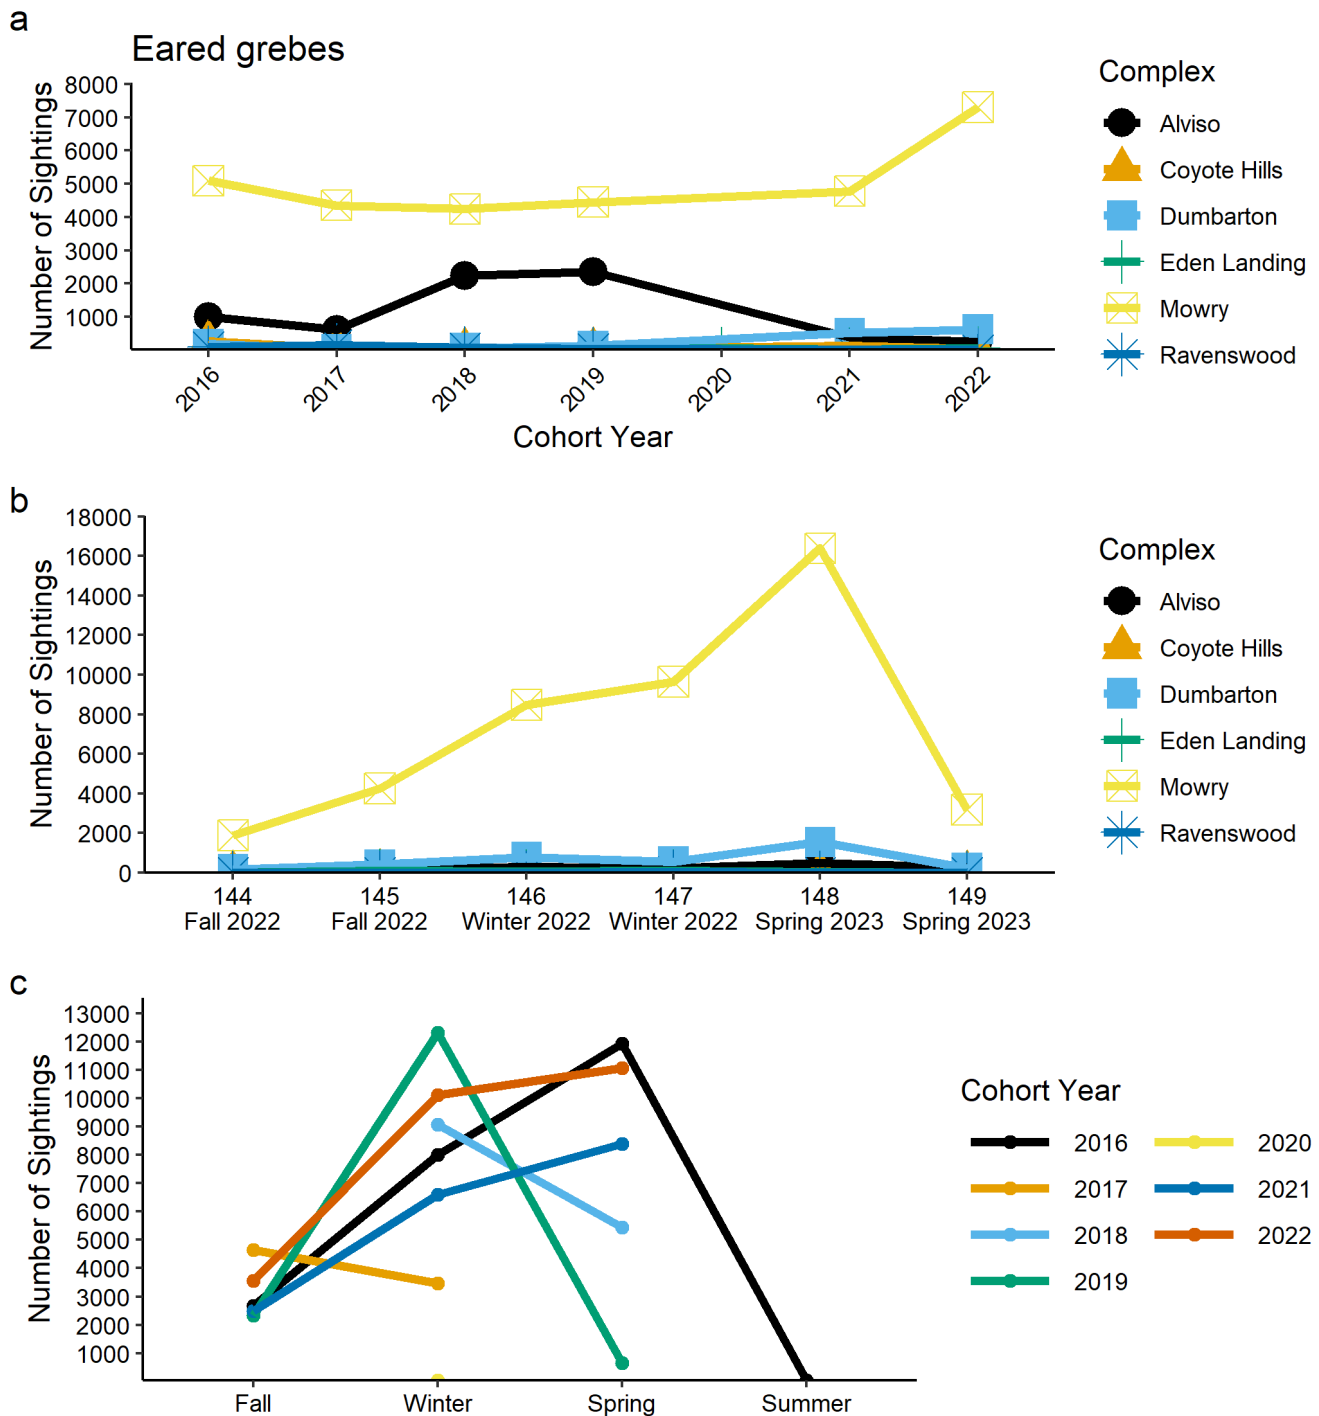 a
Eared grebes
Number of Sightings
8000
7000
6000
5000
4000
3000
2000
1000
2016
2017
2018
2019
2020
2021
2022
Cohort Year
Complex
Alviso
Coyote Hills
Dumbarton
Eden Landing
Mowry
Ravenswood
b
Number of Sightings
18000
16000
14000
12000
10000
8000
6000
4000
2000
0
144
Fall 2022
145
Fall 2022
146
Winter 2022
147
Winter 2022
148
Spring 2023
149
Spring 2023
Complex
Alviso
Coyote Hills
Dumbarton
Eden Landing
Mowry
Ravenswood
c
Number of Sightings
13000
12000
11000
10000
9000
8000
7000
6000
5000
4000
3000
2000
1000
Fall
Winter
Spring
Summer
Cohort Year
2016
2017
2018
2019
2020
2021
2022